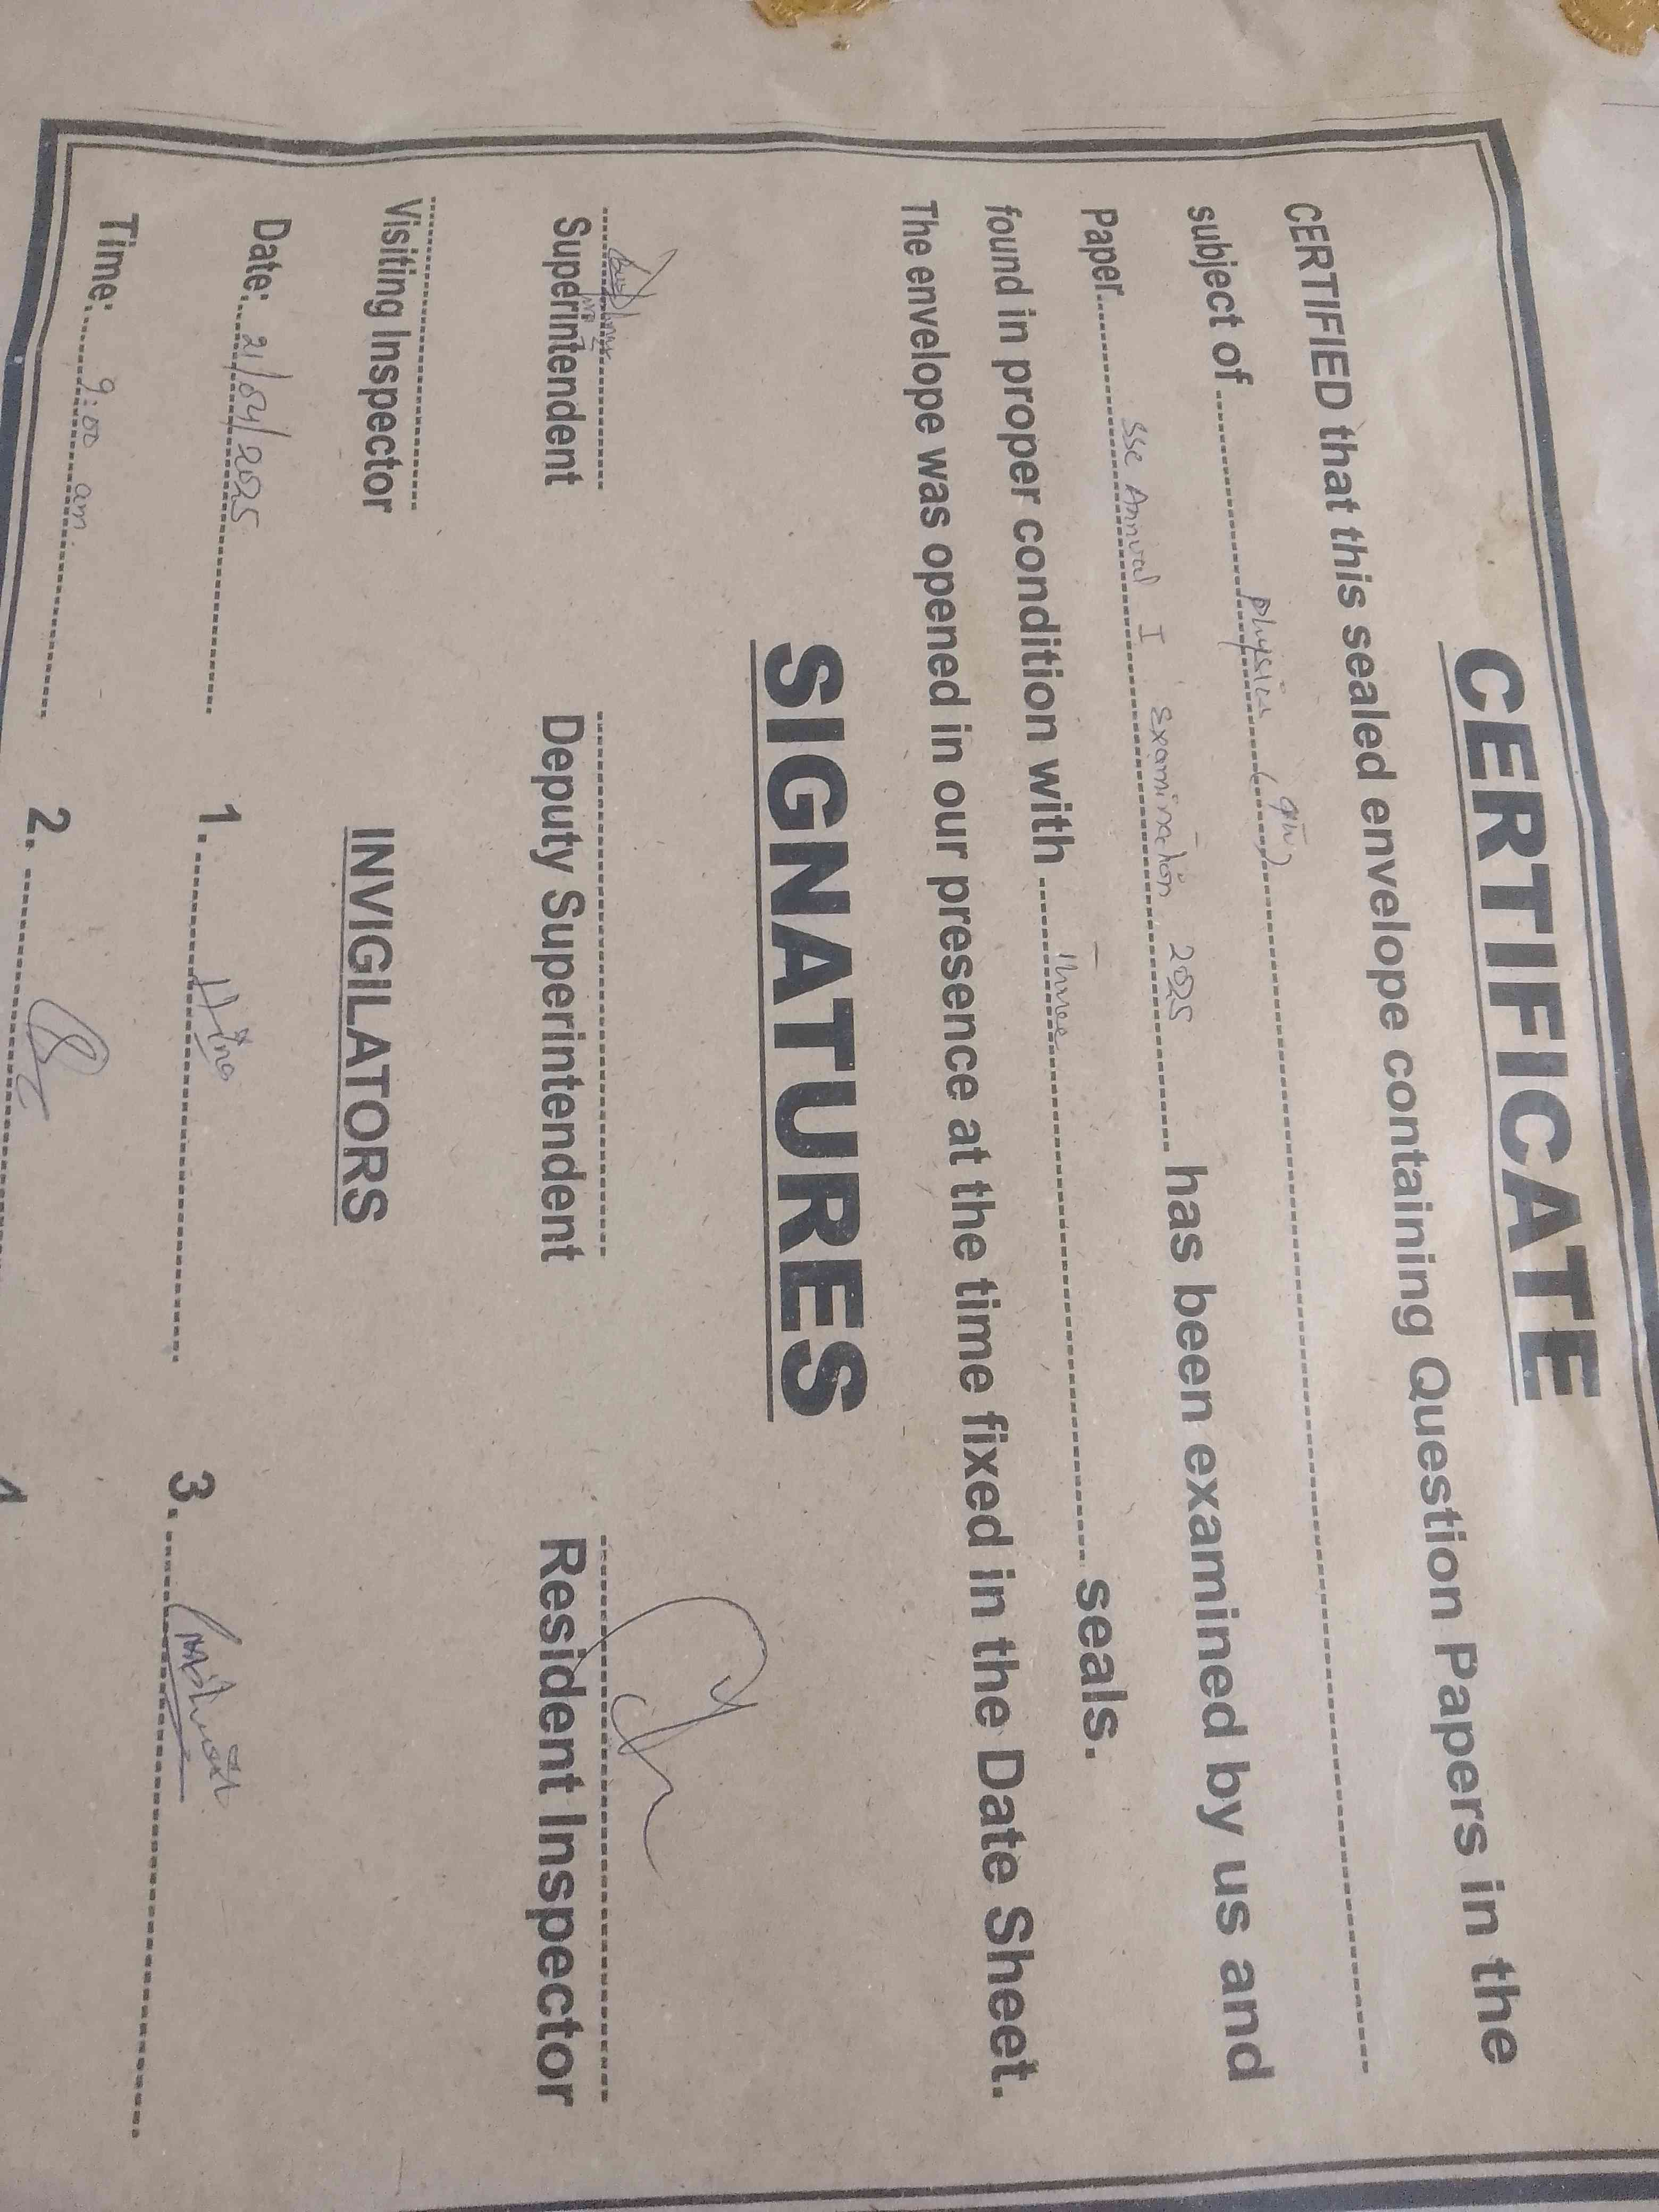 CERTIFICATE
CERTIFIED that this sealed envelope containing Question Papers in the
subject of ........ physics ........
Paper ........ SSC Annual I Examination 2025 ........ has been examined by us and
found in proper condition with ........ Three ........ seals.
The envelope was opened in our presence at the time fixed in the Date Sheet.
SIGNATURES
Superintendent Deputy Superintendent Resident Inspector
Visiting Inspector INVIGILATORS
Date: 21/04/2025 1. Hina 3.
Time: 9:00 am. 2.